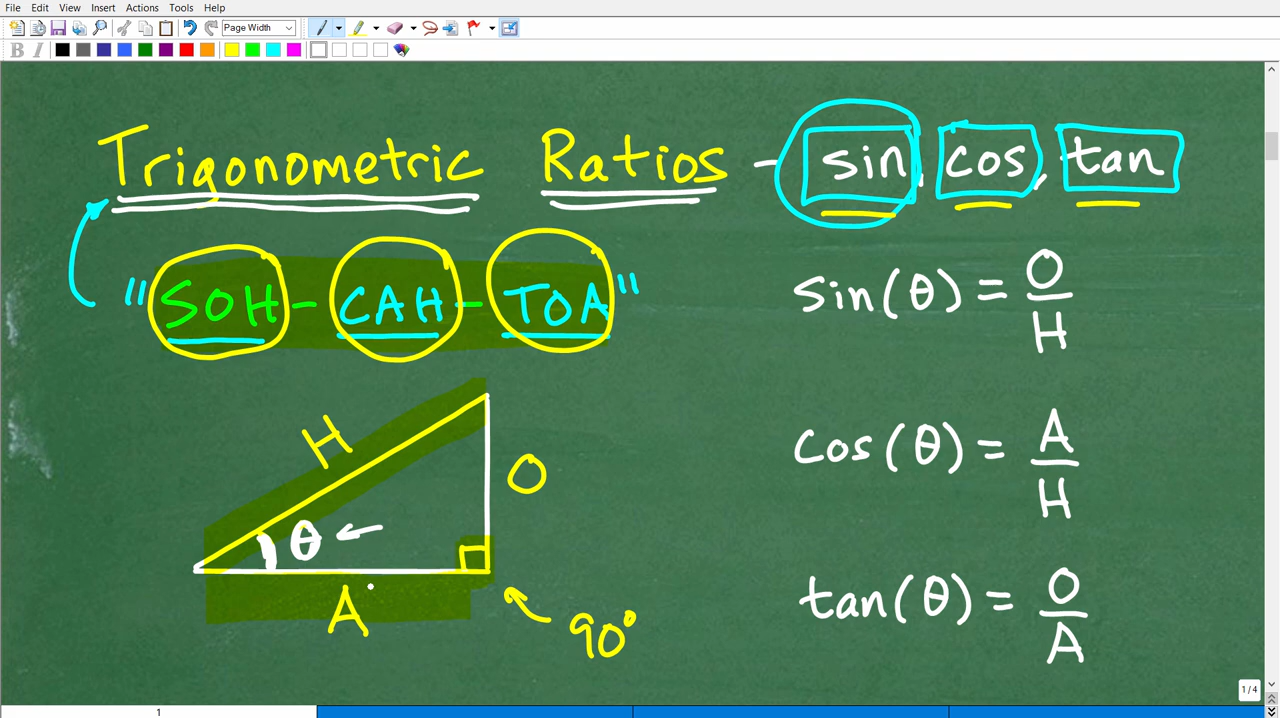 File Edit View Insert Actions Tools Help
Page Width
B I
Trigonometric Ratios - sin, cos, tan
"SOH - CAH - TOA"
sin(θ) = O/H
H
O
cos(θ) = A/H
θ
A
90°
tan(θ) = O/A
1/4
1